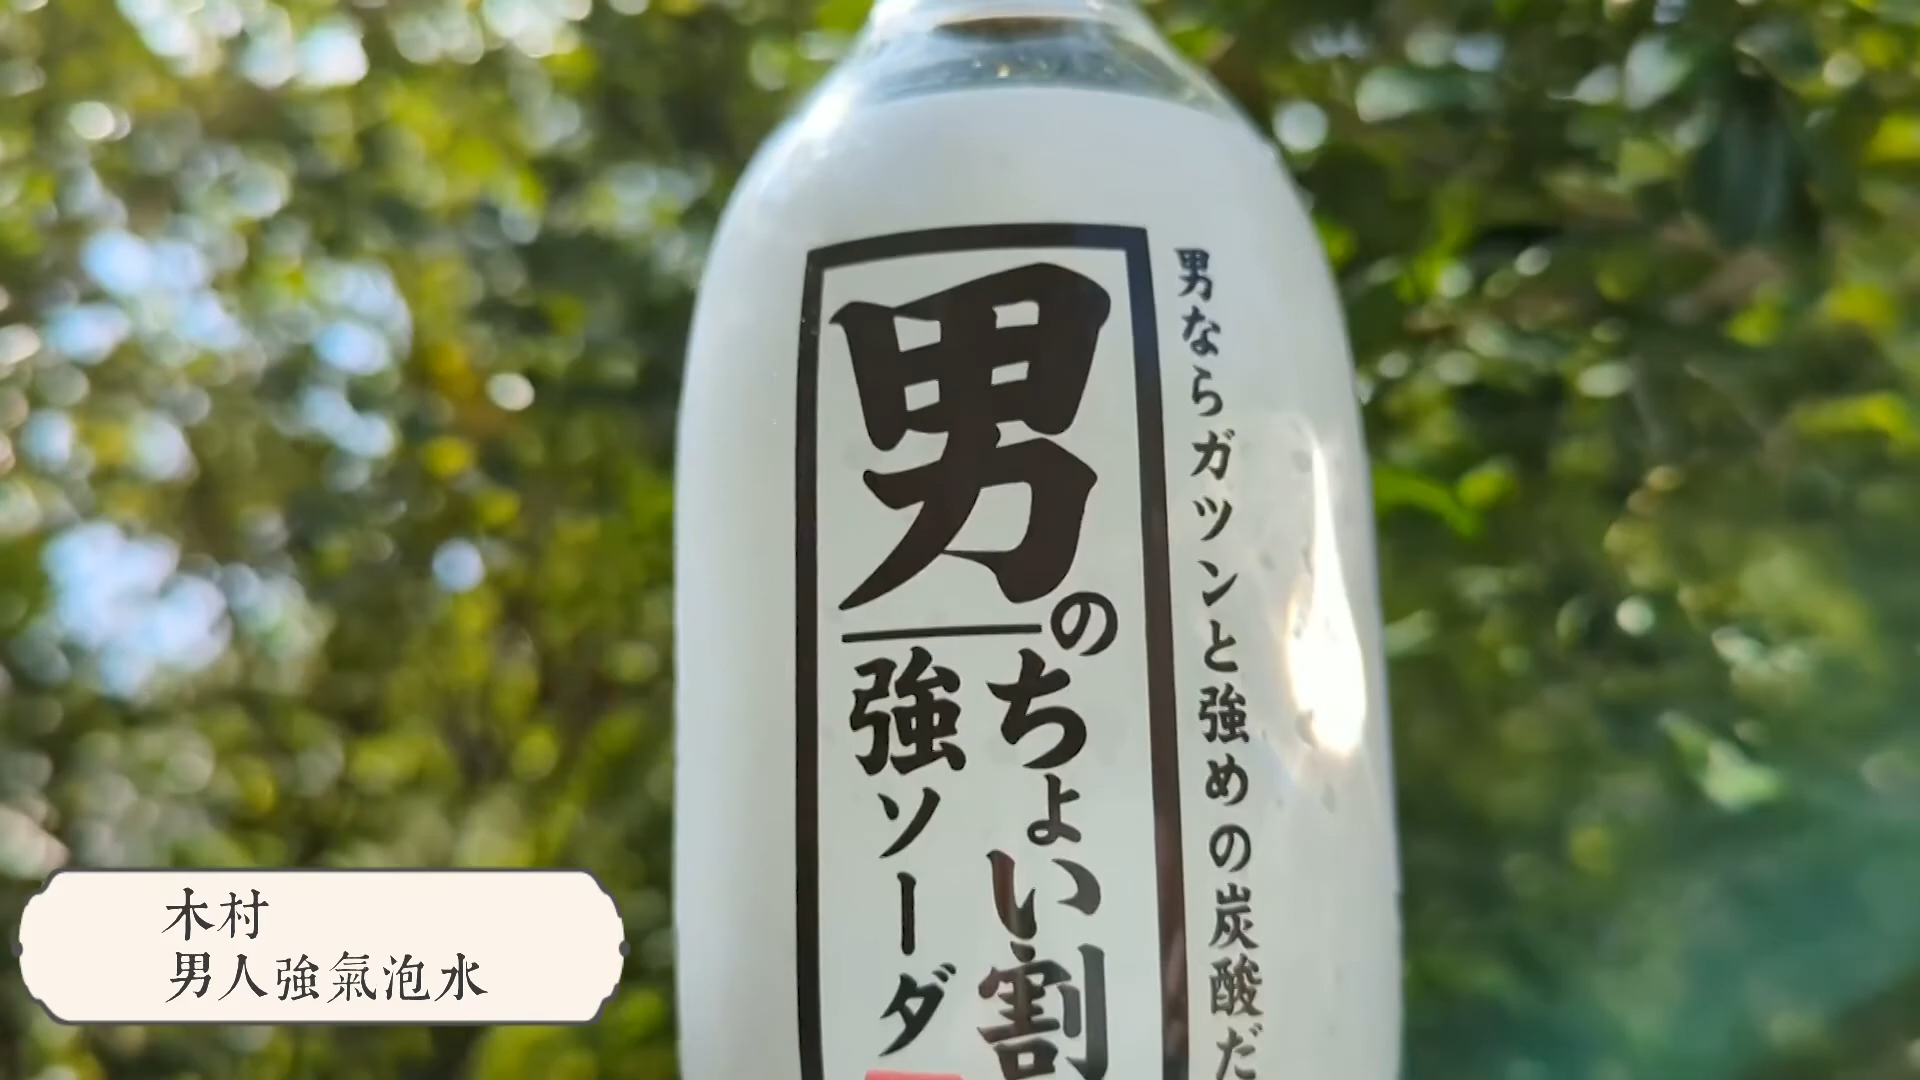 男の
ちょい割
強ソーダ
男ならガツンと強めの炭酸だ
木村
男人強氣泡水